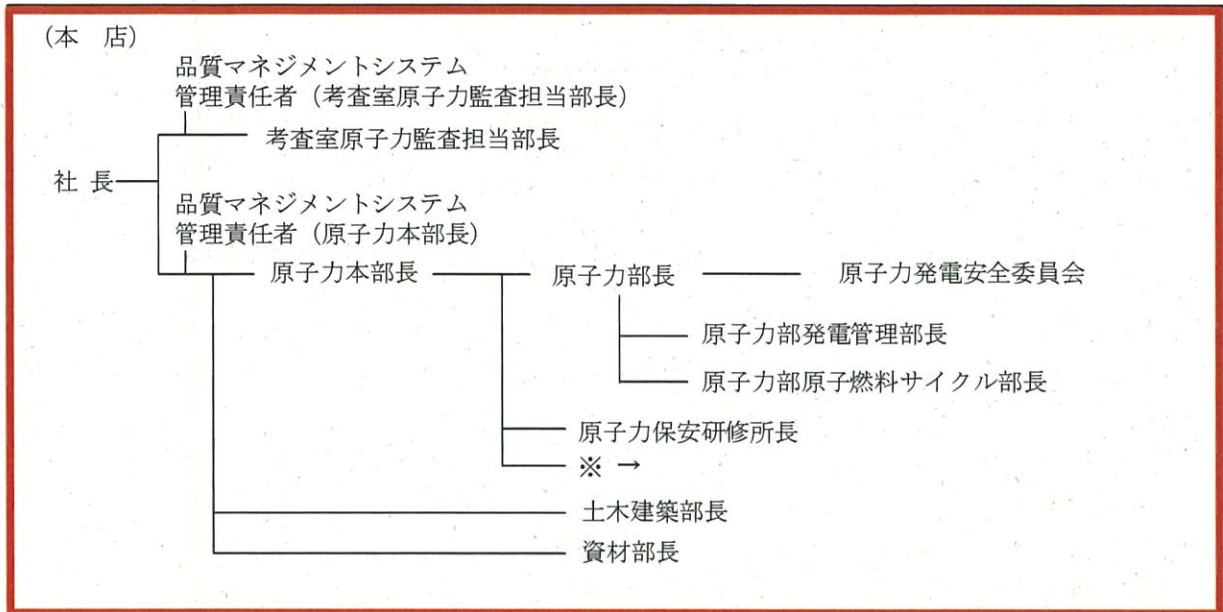 (本　店)
品質マネジメントシステム
管理責任者（考査室原子力監査担当部長）
考査室原子力監査担当部長
社 長
品質マネジメントシステム
管理責任者（原子力本部長）
原子力本部長
原子力部長
原子力発電安全委員会
原子力部発電管理部長
原子力部原子燃料サイクル部長
原子力保安研修所長
※ →
土木建築部長
資材部長